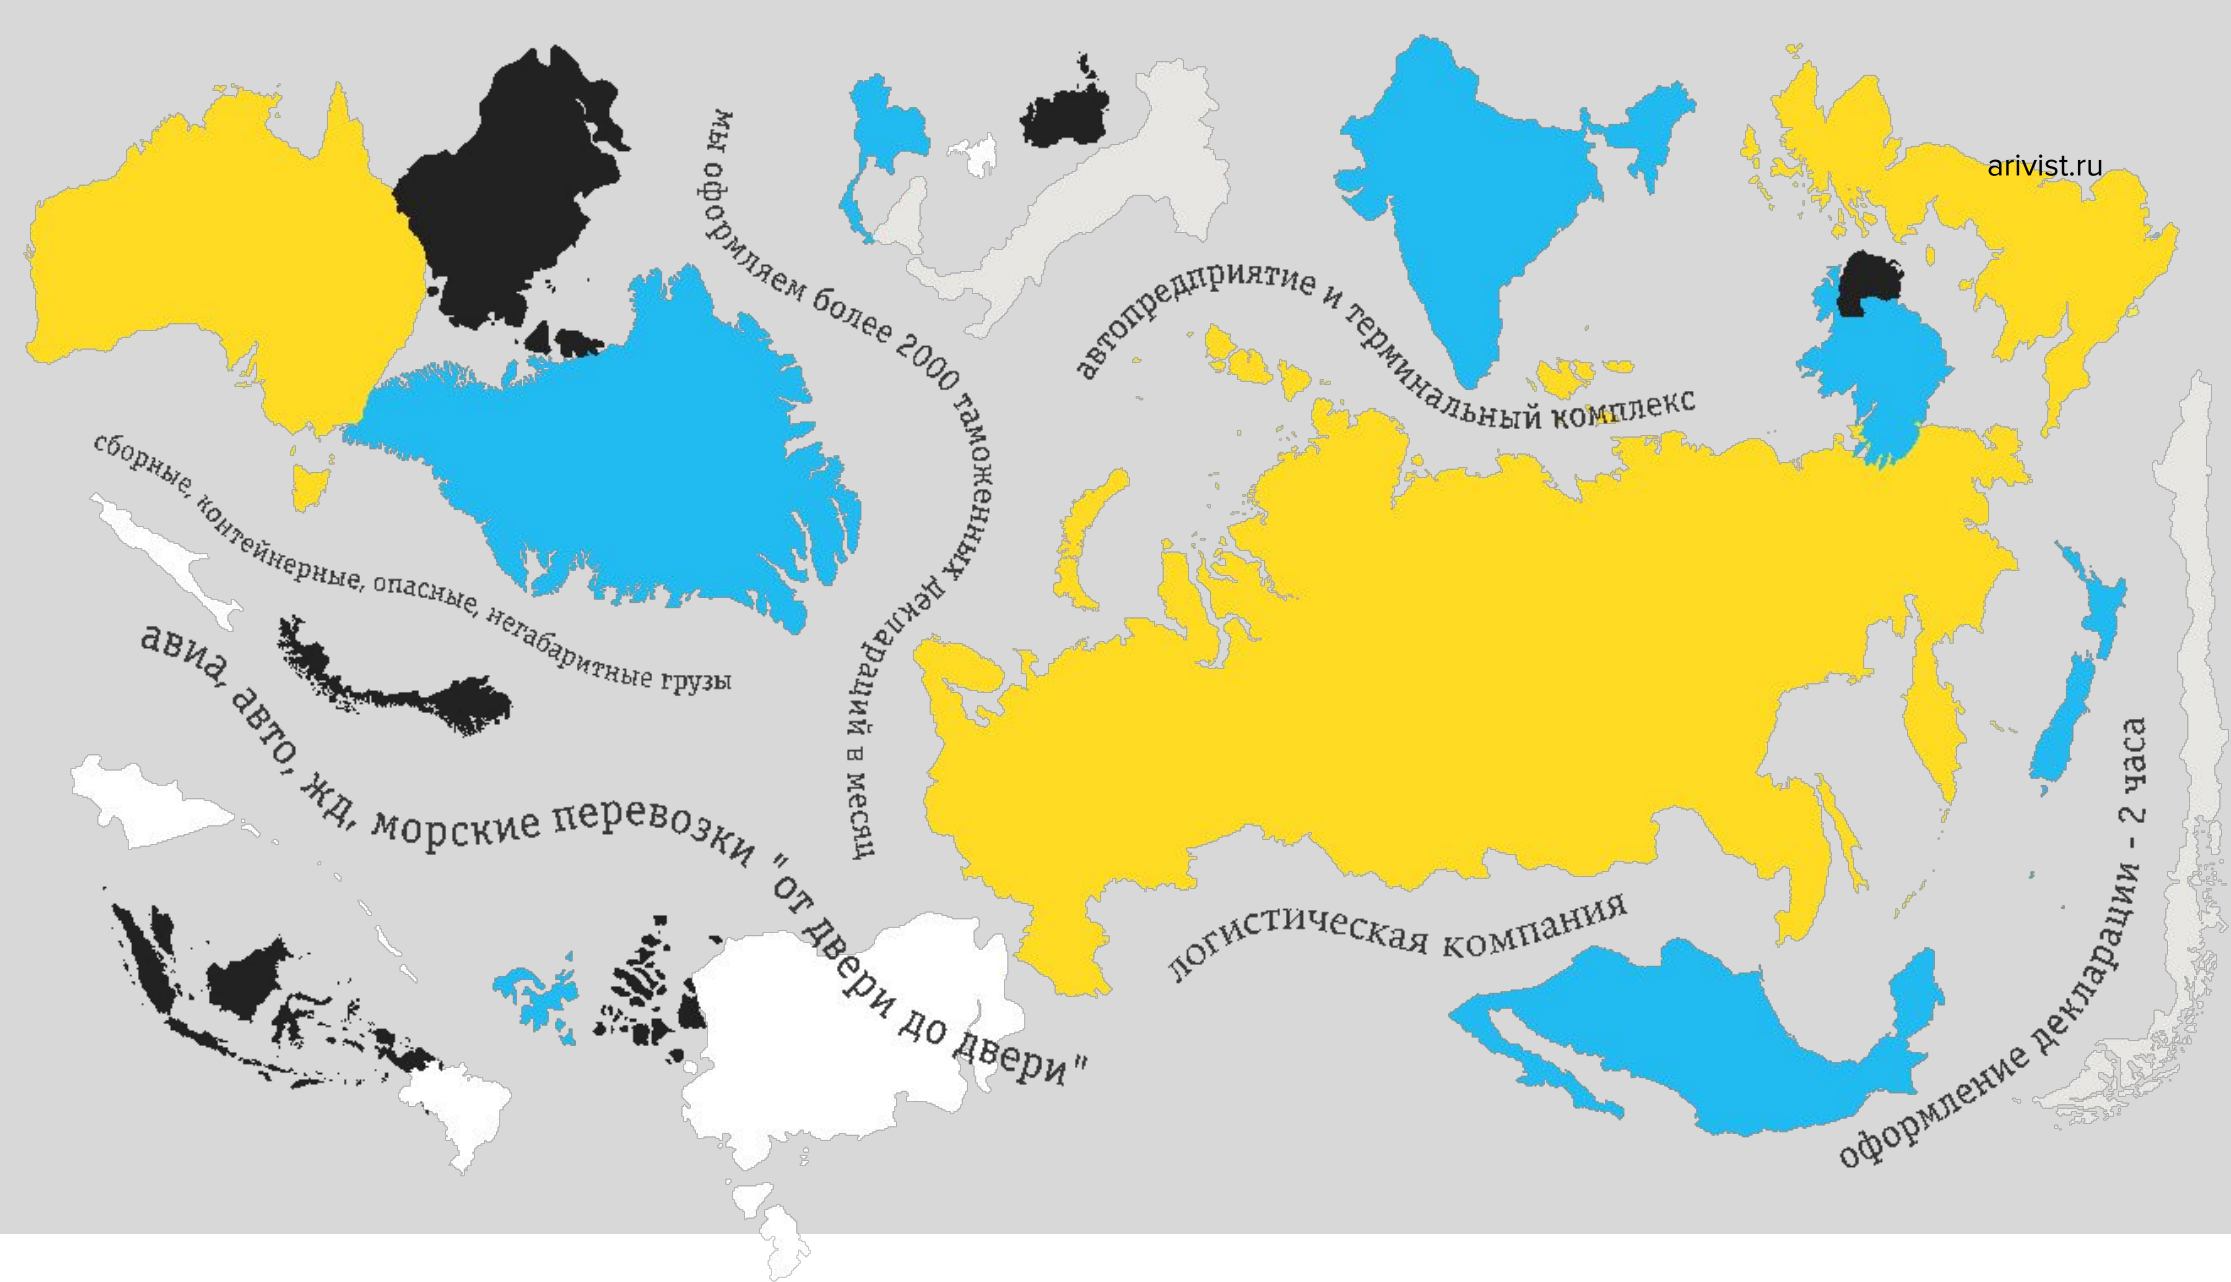 arivist.ru
мы оформляем более 2000 таможенных деклараций в месяц
автопредприятие и терминальный комплекс
сборные, контейнерные, опасные, негабаритные грузы
авиа, авто, жд, морские перевозки "от двери до двери"
логистическая компания
оформление декларации - 2 часа